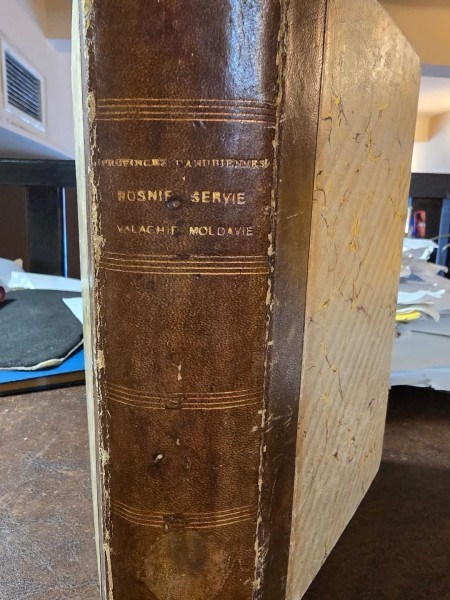 PROVINCES DANUBIENNES
BOSNIE SERVIE
VALACHIE MOLDAVIE